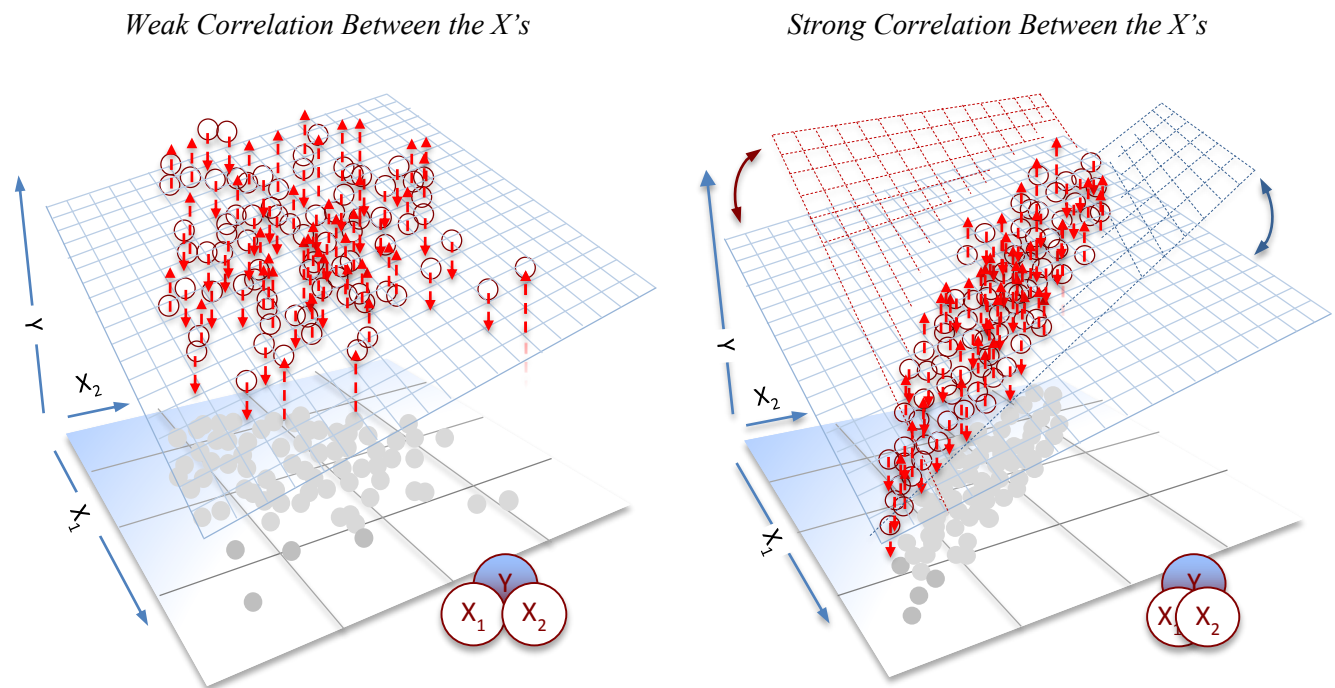 Weak Correlation Between the X’s
Y
X2
X1
Y
X1
X2
Strong Correlation Between the X’s
Y
X2
X1
Y
X1
X2